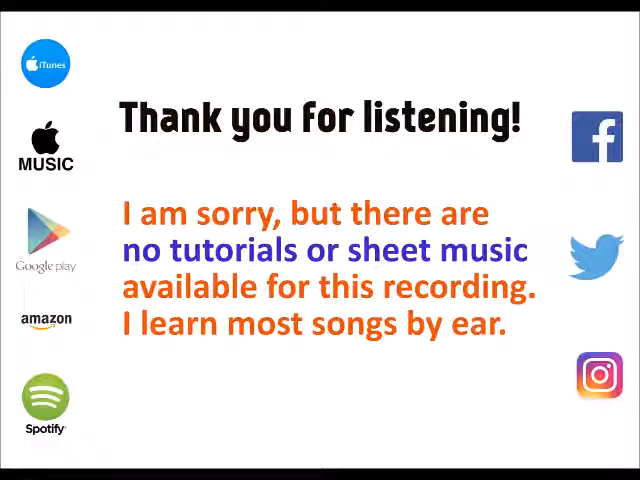 iTunes
Thank you for listening!
MUSIC
I am sorry, but there are
no tutorials or sheet music
available for this recording.
I learn most songs by ear.
Google play
amazon
Spotify